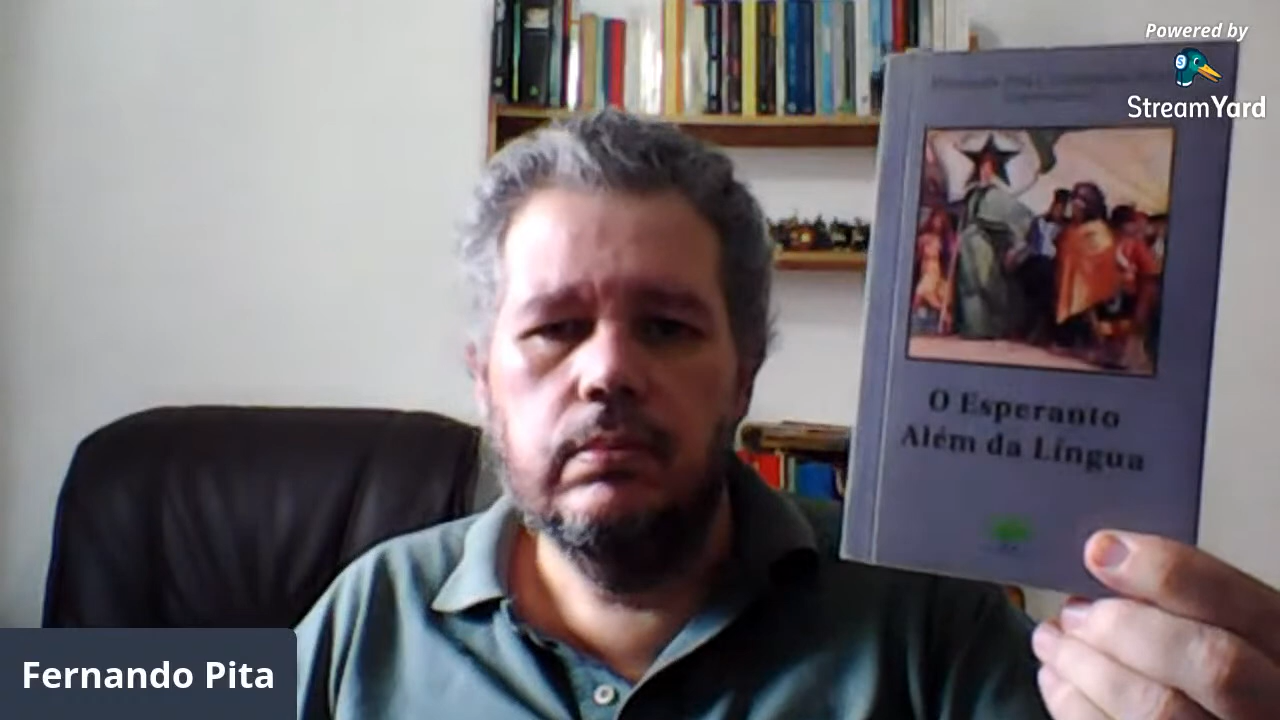 Powered by
StreamYard
O Esperanto
Além da Língua
Fernando Pita